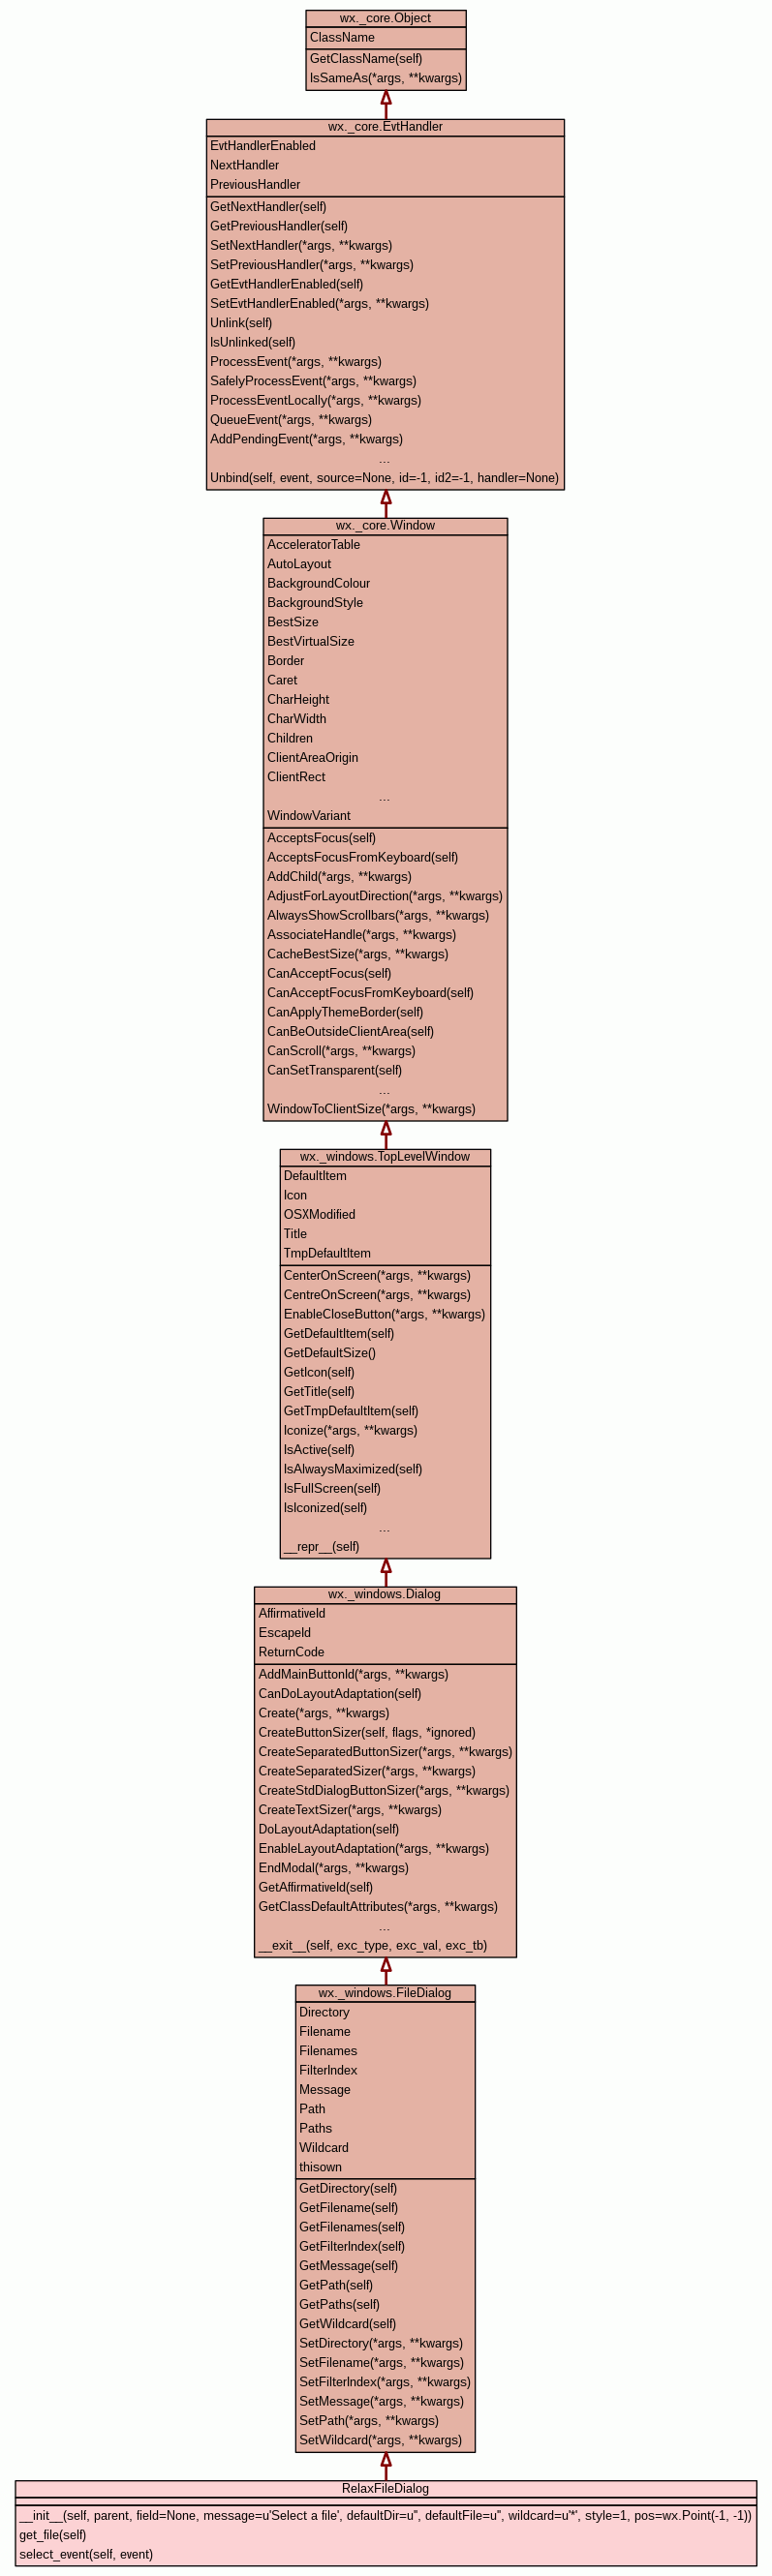 wx._core.Object
ClassName
GetClassName(self)
IsSameAs(*args, **kwargs)
wx._core.EvtHandler
EvtHandlerEnabled
NextHandler
PreviousHandler
GetNextHandler(self)
GetPreviousHandler(self)
SetNextHandler(*args, **kwargs)
SetPreviousHandler(*args, **kwargs)
GetEvtHandlerEnabled(self)
SetEvtHandlerEnabled(*args, **kwargs)
Unlink(self)
IsUnlinked(self)
ProcessEvent(*args, **kwargs)
SafelyProcessEvent(*args, **kwargs)
ProcessEventLocally(*args, **kwargs)
QueueEvent(*args, **kwargs)
AddPendingEvent(*args, **kwargs)
...
Unbind(self, event, source=None, id=-1, id2=-1, handler=None)
wx._core.Window
AcceleratorTable
AutoLayout
BackgroundColour
BackgroundStyle
BestSize
BestVirtualSize
Border
Caret
CharHeight
CharWidth
Children
ClientAreaOrigin
ClientRect
...
WindowVariant
AcceptsFocus(self)
AcceptsFocusFromKeyboard(self)
AddChild(*args, **kwargs)
AdjustForLayoutDirection(*args, **kwargs)
AlwaysShowScrollbars(*args, **kwargs)
AssociateHandle(*args, **kwargs)
CacheBestSize(*args, **kwargs)
CanAcceptFocus(self)
CanAcceptFocusFromKeyboard(self)
CanApplyThemeBorder(self)
CanBeOutsideClientArea(self)
CanScroll(*args, **kwargs)
CanSetTransparent(self)
...
WindowToClientSize(*args, **kwargs)
wx._windows.TopLevelWindow
DefaultItem
Icon
OSXModified
Title
TmpDefaultItem
CenterOnScreen(*args, **kwargs)
CentreOnScreen(*args, **kwargs)
EnableCloseButton(*args, **kwargs)
GetDefaultItem(self)
GetDefaultSize()
GetIcon(self)
GetTitle(self)
GetTmpDefaultItem(self)
Iconize(*args, **kwargs)
IsActive(self)
IsAlwaysMaximized(self)
IsFullScreen(self)
IsIconized(self)
...
__repr__(self)
wx._windows.Dialog
AffirmativeId
EscapeId
ReturnCode
AddMainButtonId(*args, **kwargs)
CanDoLayoutAdaptation(self)
Create(*args, **kwargs)
CreateButtonSizer(self, flags, *ignored)
CreateSeparatedButtonSizer(*args, **kwargs)
CreateSeparatedSizer(*args, **kwargs)
CreateStdDialogButtonSizer(*args, **kwargs)
CreateTextSizer(*args, **kwargs)
DoLayoutAdaptation(self)
EnableLayoutAdaptation(*args, **kwargs)
EndModal(*args, **kwargs)
GetAffirmativeId(self)
GetClassDefaultAttributes(*args, **kwargs)
...
__exit__(self, exc_type, exc_val, exc_tb)
wx._windows.FileDialog
Directory
Filename
Filenames
FilterIndex
Message
Path
Paths
Wildcard
thisown
GetDirectory(self)
GetFilename(self)
GetFilenames(self)
GetFilterIndex(self)
GetMessage(self)
GetPath(self)
GetPaths(self)
GetWildcard(self)
SetDirectory(*args, **kwargs)
SetFilename(*args, **kwargs)
SetFilterIndex(*args, **kwargs)
SetMessage(*args, **kwargs)
SetPath(*args, **kwargs)
SetWildcard(*args, **kwargs)
RelaxFileDialog
__init__(self, parent, field=None, message=u'Select a file', defaultDir=u'', defaultFile=u'', wildcard=u'*', style=1, pos=wx.Point(-1, -1))
get_file(self)
select_event(self, event)